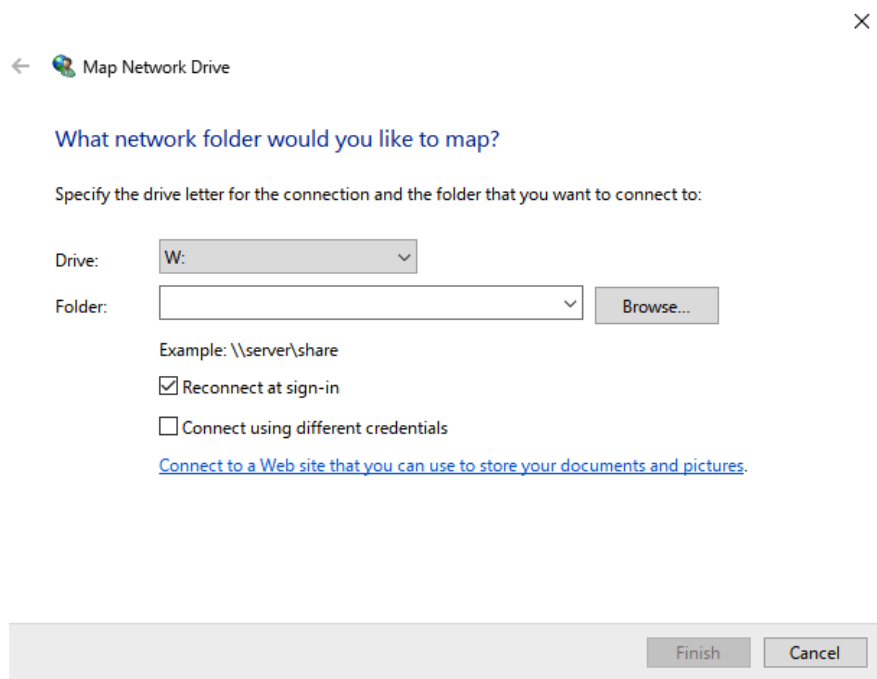 Map Network Drive
What network folder would you like to map?
Specify the drive letter for the connection and the folder that you want to connect to:
Drive: W:
Folder: Browse...
Example: \\server\share
Reconnect at sign-in
Connect using different credentials
Connect to a Web site that you can use to store your documents and pictures.
Finish Cancel